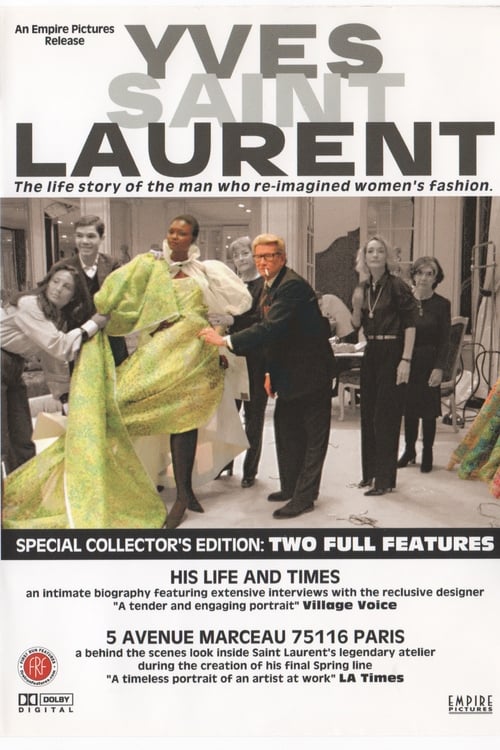 An Empire Pictures
Release
YVES
SAINT
LAURENT
The life story of the man who re-imagined women's fashion.
SPECIAL COLLECTOR'S EDITION: TWO FULL FEATURES
HIS LIFE AND TIMES
an intimate biography featuring extensive interviews with the reclusive designer
"A tender and engaging portrait" Village Voice
5 AVENUE MARCEAU 75116 PARIS
a behind the scenes look inside Saint Laurent's legendary atelier
during the creation of his final Spring line
"A timeless portrait of an artist at work" LA Times
FIRST RUN FEATURES
FRF
DOLBY
DIGITAL
EMPIRE
PICTURES